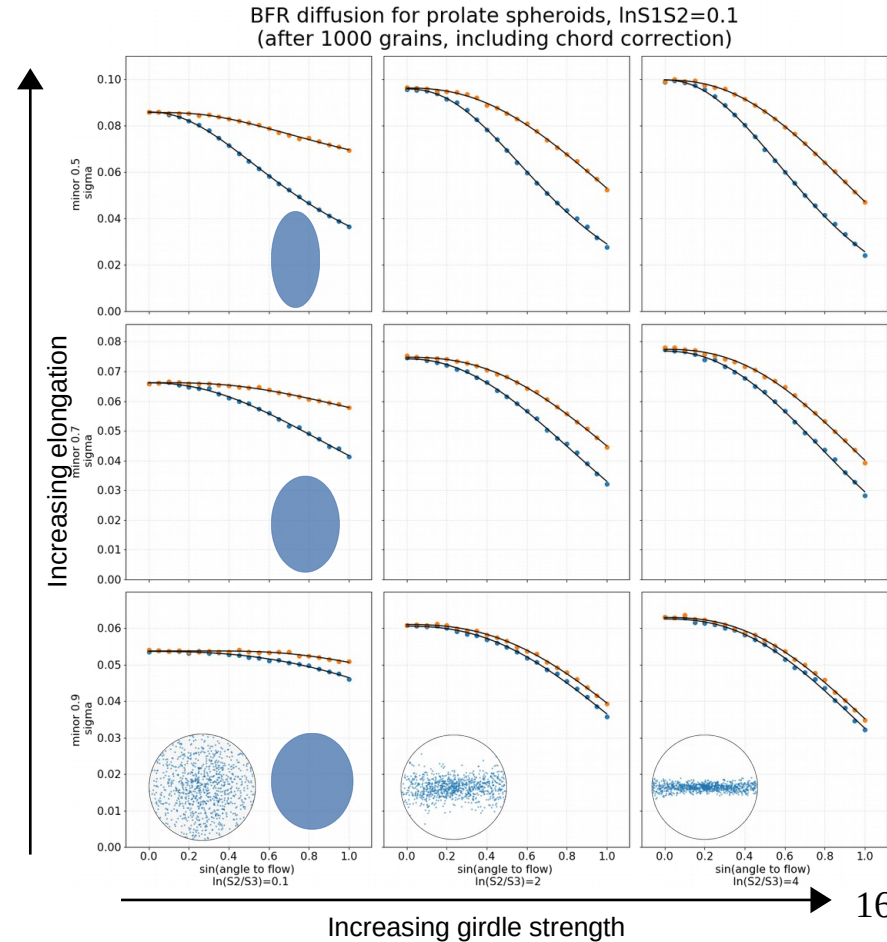 BFR diffusion for prolate spheroids, lnS1S2=0.1
(after 1000 grains, including chord correction)
Increasing elongation
minor 0.5
sigma
0.10
0.08
0.06
0.04
0.02
0.00
minor 0.7
sigma
0.08
0.07
0.06
0.05
0.04
0.03
0.02
0.01
0.00
minor 0.9
sigma
0.06
0.05
0.04
0.03
0.02
0.01
0.00
0.0 0.2 0.4 0.6 0.8 1.0
sin(angle to flow)
ln(S2/S3)=0.1
0.0 0.2 0.4 0.6 0.8 1.0
sin(angle to flow)
ln(S2/S3)=2
0.0 0.2 0.4 0.6 0.8 1.0
sin(angle to flow)
ln(S2/S3)=4
Increasing girdle strength
16